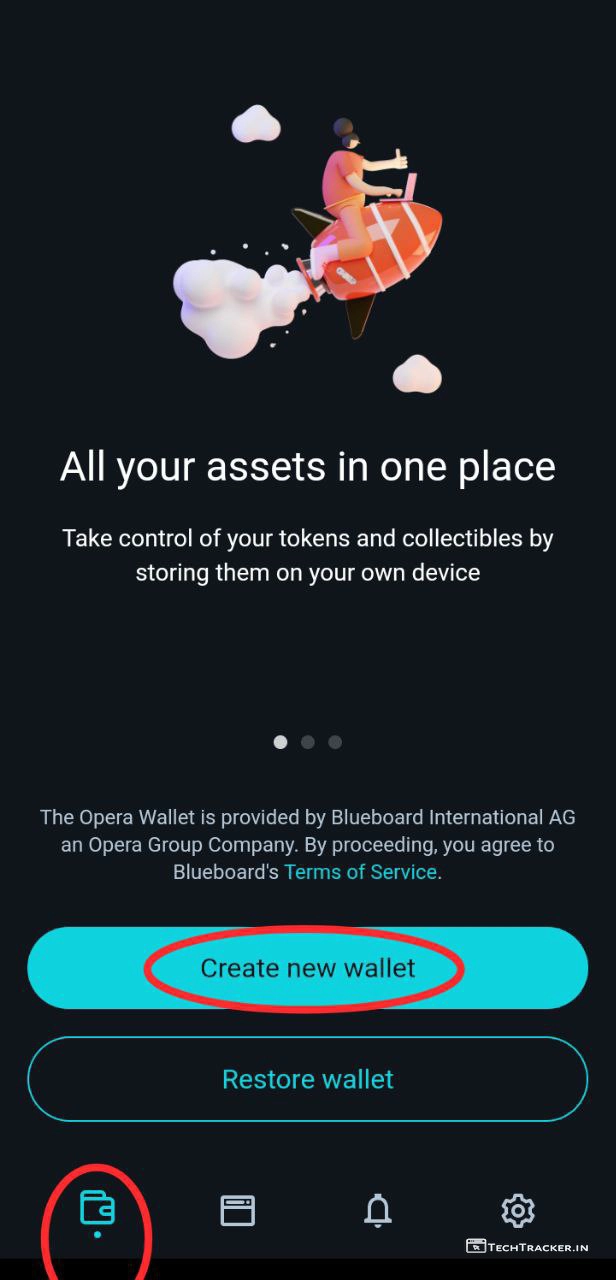 All your assets in one place
Take control of your tokens and collectibles by
storing them on your own device
The Opera Wallet is provided by Blueboard International AG
an Opera Group Company. By proceeding, you agree to
Blueboard's Terms of Service.
Create new wallet
Restore wallet
TECHTRACKER.IN